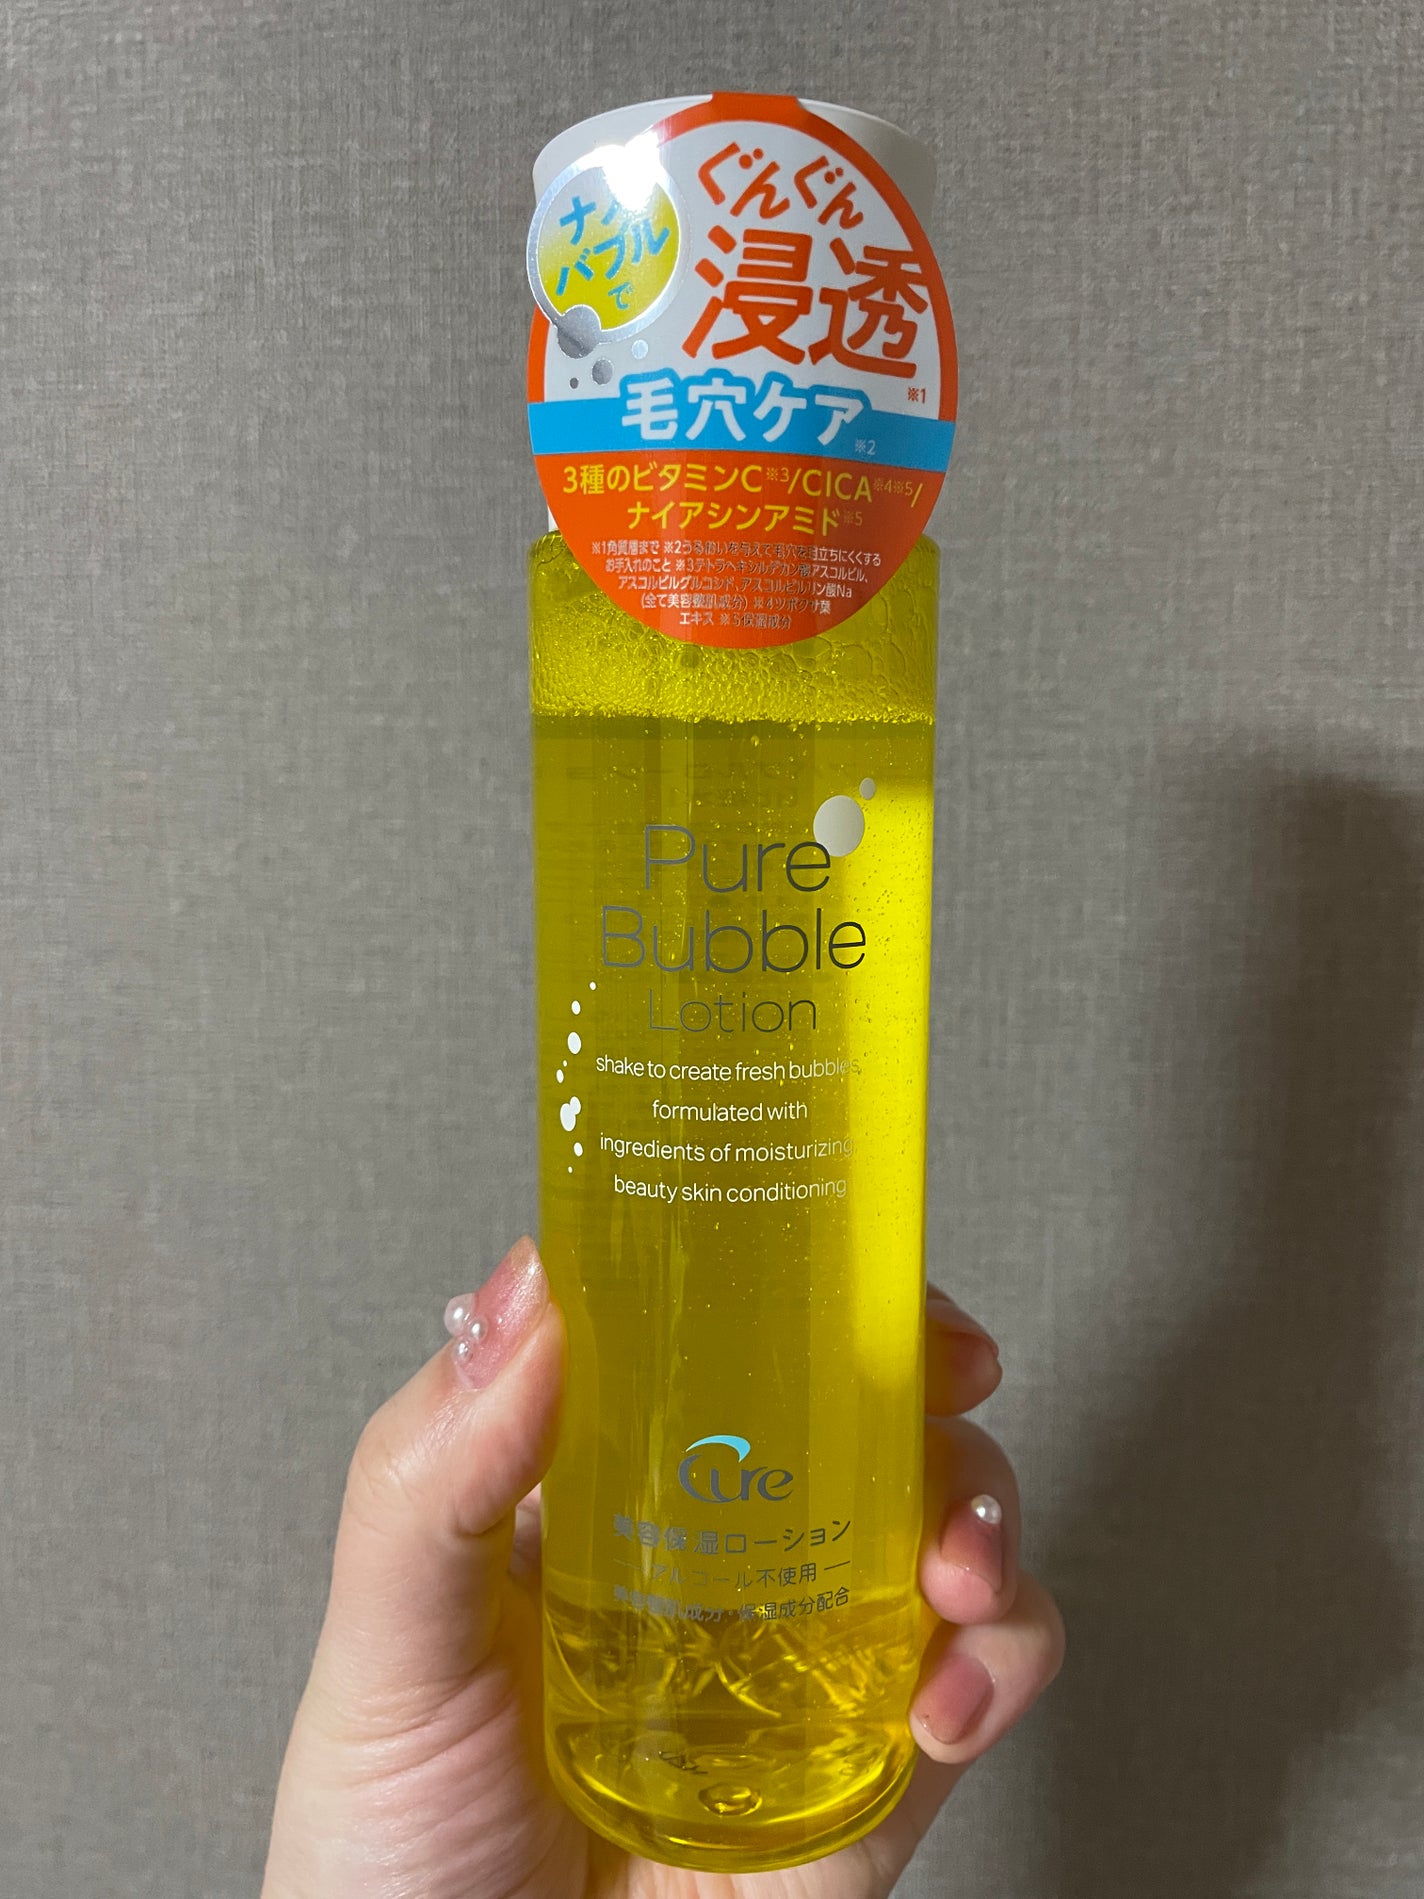 ナノ
バブル
で
ぐんぐん
浸透※1
毛穴ケア※2
3種のビタミンC※3/CICA※4※5/
ナイアシンアミド※5
※1角質層まで ※2うるおいを与えて毛穴を目立ちにくくする
お手入れのこと ※3テトラヘキシルデカン酸アスコルビル、
アスコルビルグルコシド、アスコルビルリン酸Na
(全て美容整肌成分) ※4ツボクサ葉
エキス ※5保湿成分
Pure
Bubble
Lotion
shake to create fresh bubbles
formulated with
ingredients of moisturizing
beauty skin conditioning
Cure
美容保湿ローション
アルコール不使用
美容整肌成分・保湿成分配合